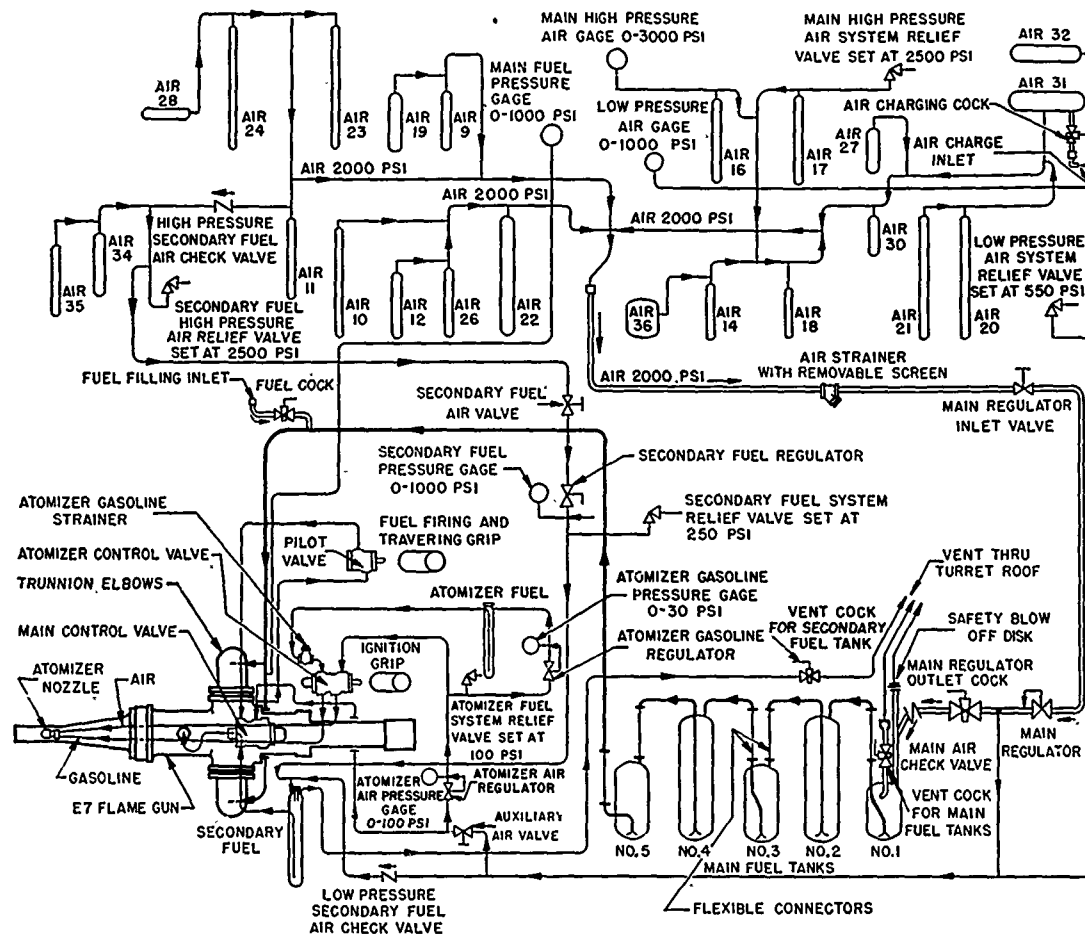 MAIN HIGH PRESSURE
AIR GAGE 0-3000 PSI
MAIN HIGH PRESSURE
AIR SYSTEM RELIEF
VALVE SET AT 2500 PSI
AIR 32
AIR 31
AIR
28
AIR
24
AIR
23
AIR
19
AIR
9
MAIN FUEL
PRESSURE
GAGE
0-1000 PSI
LOW PRESSURE
AIR GAGE
0-1000 PSI
AIR
16
AIR
17
AIR
27
AIR CHARGING COCK
AIR CHARGE
INLET
AIR 2000 PSI
AIR 2000 PSI
AIR 2000 PSI
HIGH PRESSURE
SECONDARY FUEL
AIR CHECK VALVE
AIR
34
AIR
35
AIR
11
AIR
10
AIR
12
AIR
26
AIR
22
AIR
36
AIR
14
AIR
18
AIR
30
AIR
21
AIR
20
LOW PRESSURE
AIR SYSTEM
RELIEF VALVE
SET AT 550 PSI
SECONDARY FUEL
HIGH PRESSURE
AIR RELIEF VALVE
SET AT 2500 PSI
AIR 2000 PSI
AIR STRAINER
WITH REMOVABLE SCREEN
MAIN REGULATOR
INLET VALVE
FUEL FILLING INLET
FUEL COCK
SECONDARY FUEL
AIR VALVE
SECONDARY FUEL
PRESSURE GAGE
0-1000 PSI
SECONDARY FUEL REGULATOR
SECONDARY FUEL SYSTEM
RELIEF VALVE SET AT
250 PSI
ATOMIZER GASOLINE
STRAINER
ATOMIZER CONTROL VALVE
TRUNNION ELBOWS
MAIN CONTROL VALVE
ATOMIZER
NOZZLE
AIR
GASOLINE
E7 FLAME GUN
SECONDARY
FUEL
PILOT
VALVE
FUEL FIRING AND
TRAVERING GRIP
ATOMIZER FUEL
IGNITION
GRIP
ATOMIZER GASOLINE
PRESSURE GAGE
0-30 PSI
ATOMIZER GASOLINE
REGULATOR
ATOMIZER FUEL
SYSTEM RELIEF
VALVE SET AT
100 PSI
ATOMIZER AIR
REGULATOR
ATOMIZER
AIR PRESSURE
GAGE
0-100 PSI
AUXILIARY
AIR VALVE
LOW PRESSURE
SECONDARY FUEL
AIR CHECK VALVE
VENT COCK
FOR SECONDARY
FUEL TANK
VENT THRU
TURRET ROOF
SAFETY BLOW
OFF DISK
MAIN REGULATOR
OUTLET COCK
MAIN
REGULATOR
MAIN AIR
CHECK VALVE
VENT COCK
FOR MAIN
FUEL TANKS
NO.5
NO.4
NO.3
NO.2
NO.1
MAIN FUEL TANKS
FLEXIBLE CONNECTORS